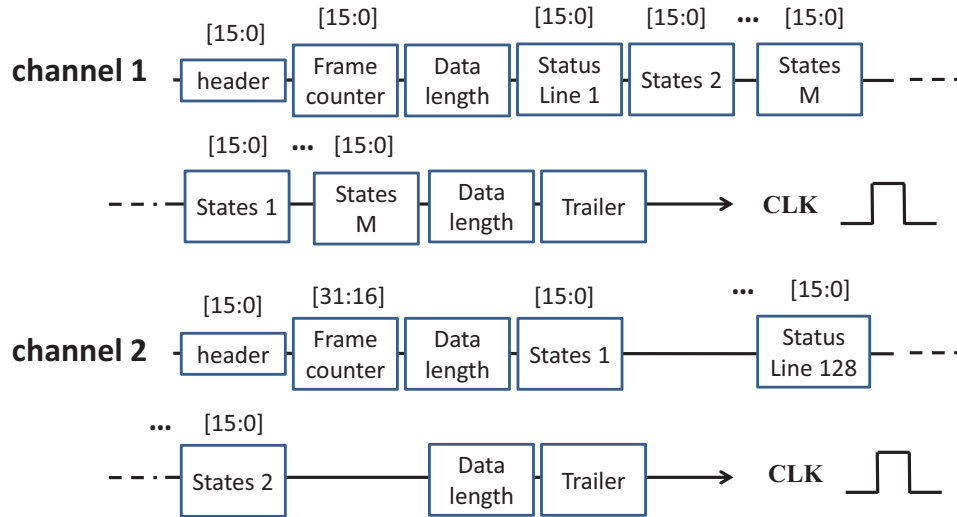 [15:0] [15:0] [15:0] [15:0] ... [15:0]
channel 1 header Frame counter Data length Status Line 1 States 2 States M
[15:0] ... [15:0]
States 1 States M Data length Trailer CLK
[15:0] [31:16] [15:0] ... [15:0]
channel 2 header Frame counter Data length States 1 Status Line 128
... [15:0]
States 2 Data length Trailer CLK